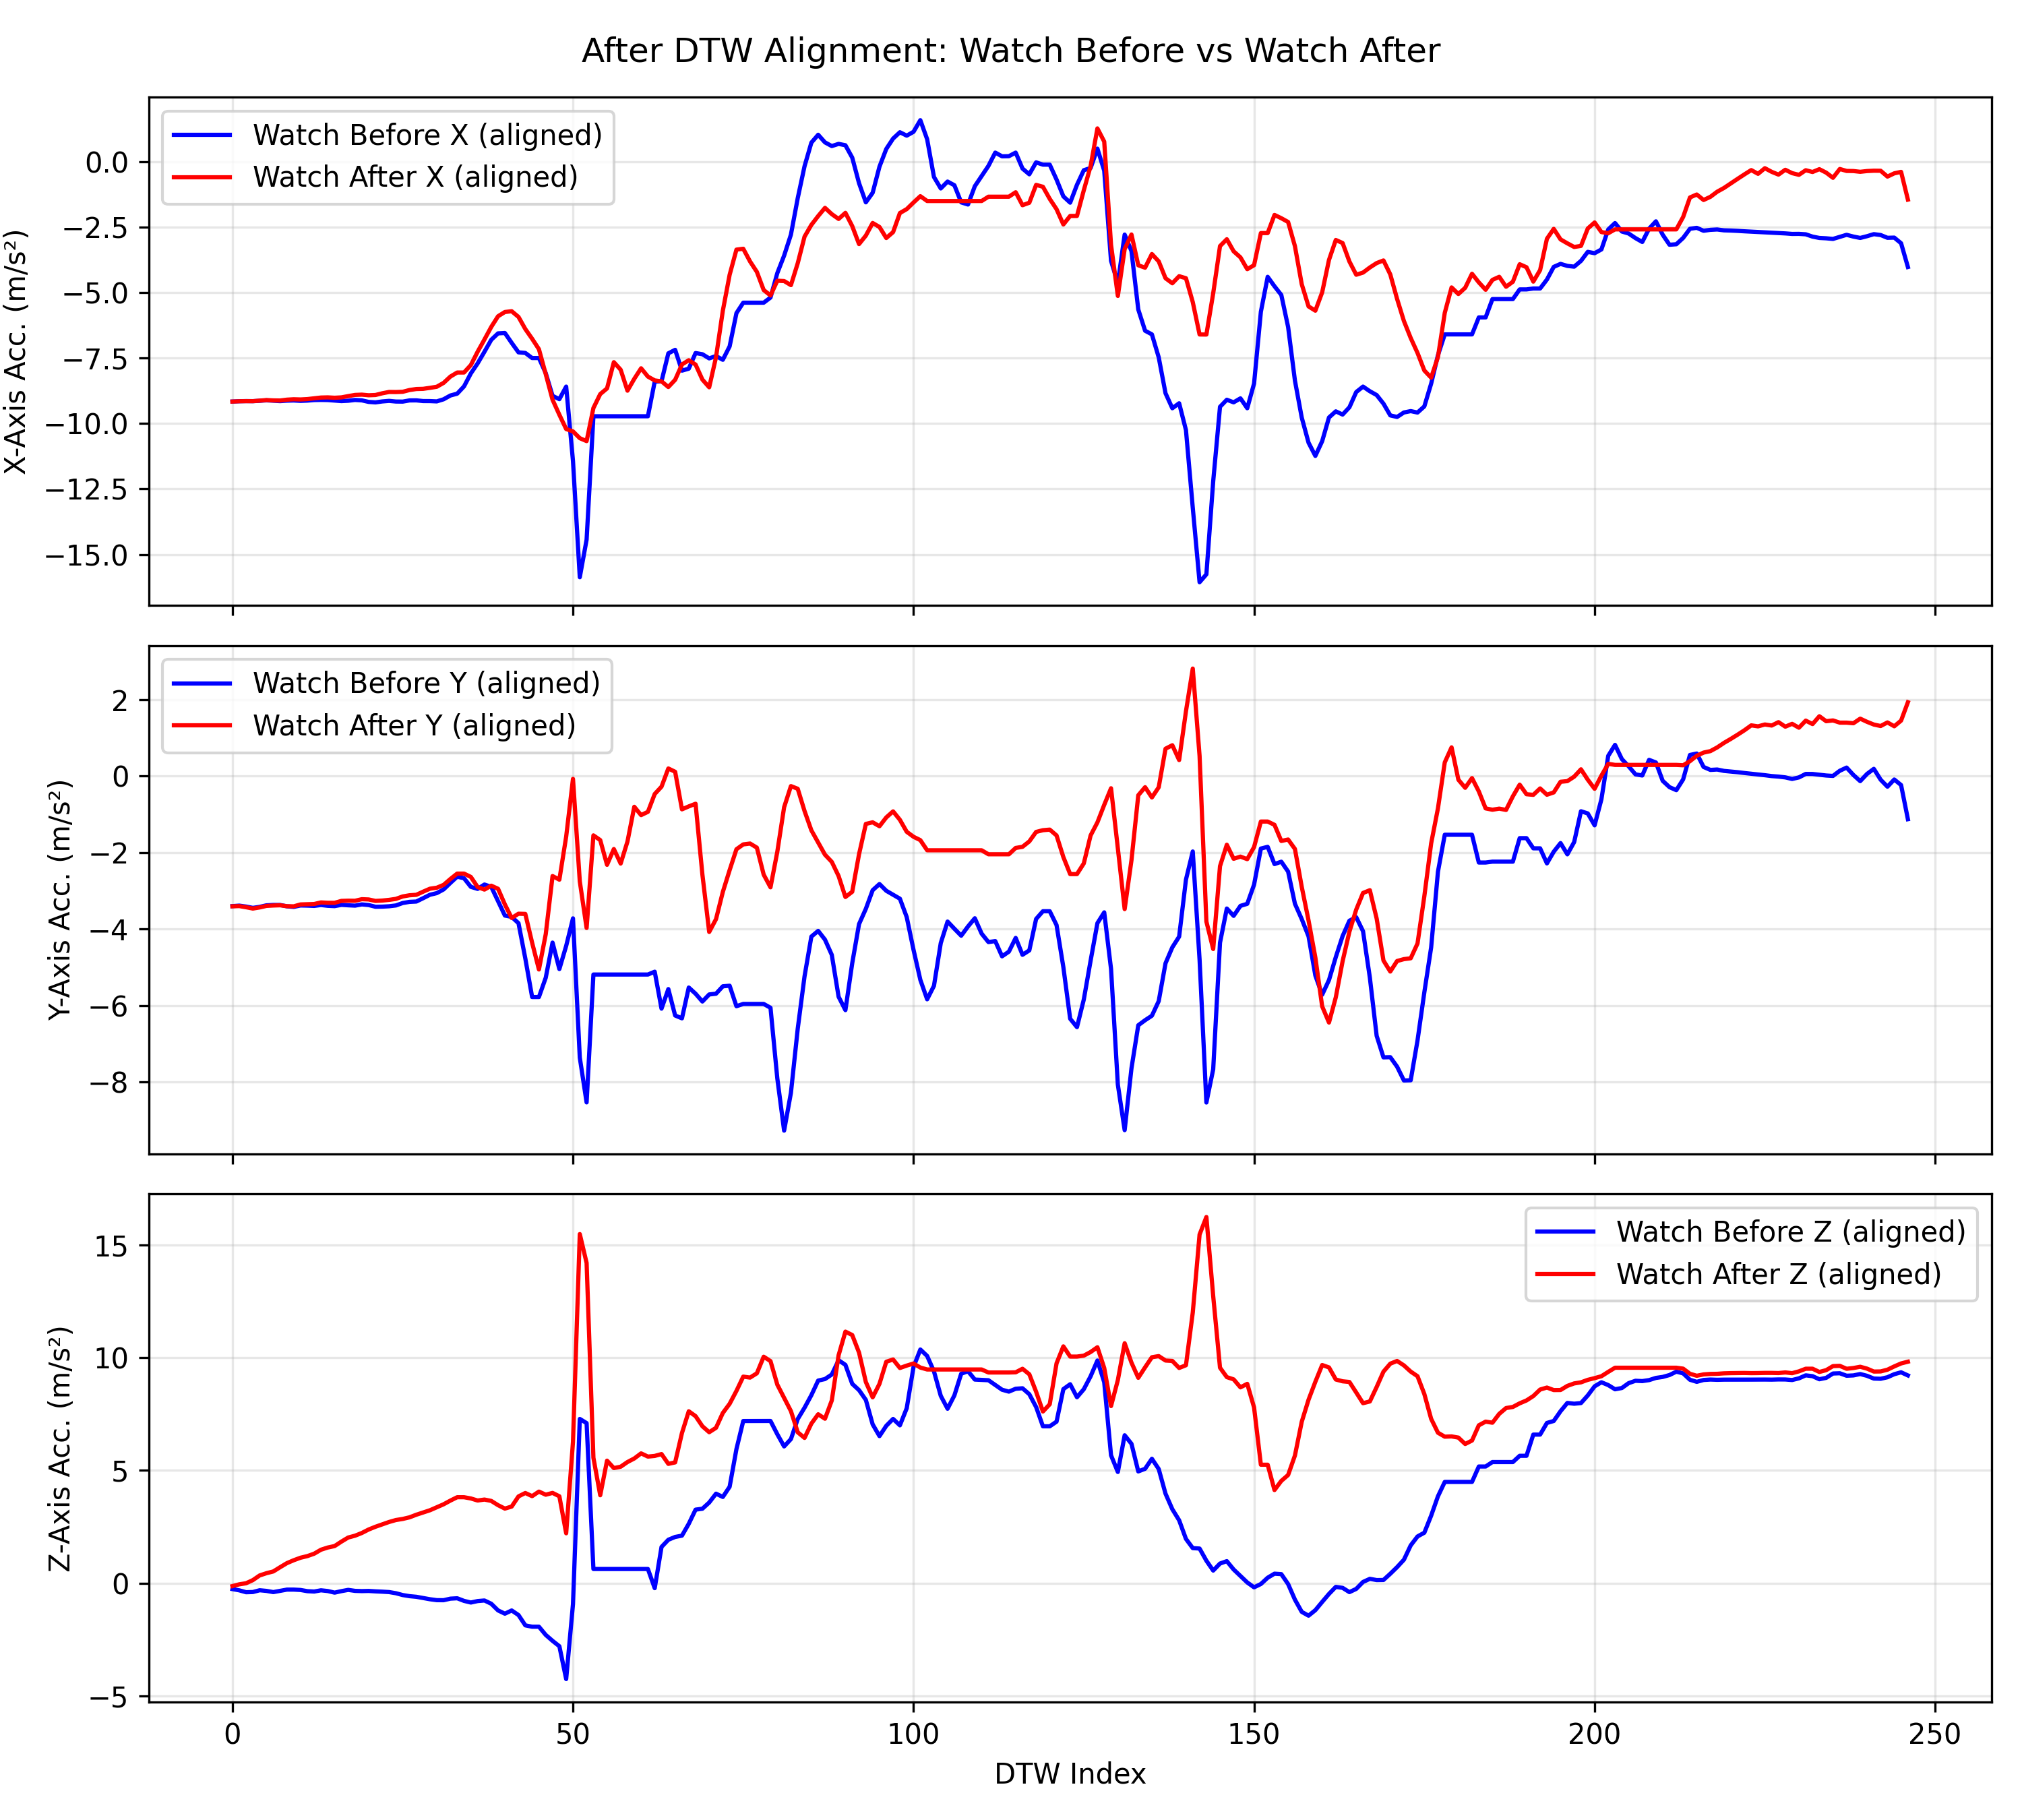 After DTW Alignment: Watch Before vs Watch After
Watch Before X (aligned)
Watch After X (aligned)
X-Axis Acc. (m/s²)
0.0
−2.5
−5.0
−7.5
−10.0
−12.5
−15.0
Watch Before Y (aligned)
Watch After Y (aligned)
Y-Axis Acc. (m/s²)
2
0
−2
−4
−6
−8
Watch Before Z (aligned)
Watch After Z (aligned)
Z-Axis Acc. (m/s²)
15
10
5
0
−5
0
50
100
150
200
250
DTW Index